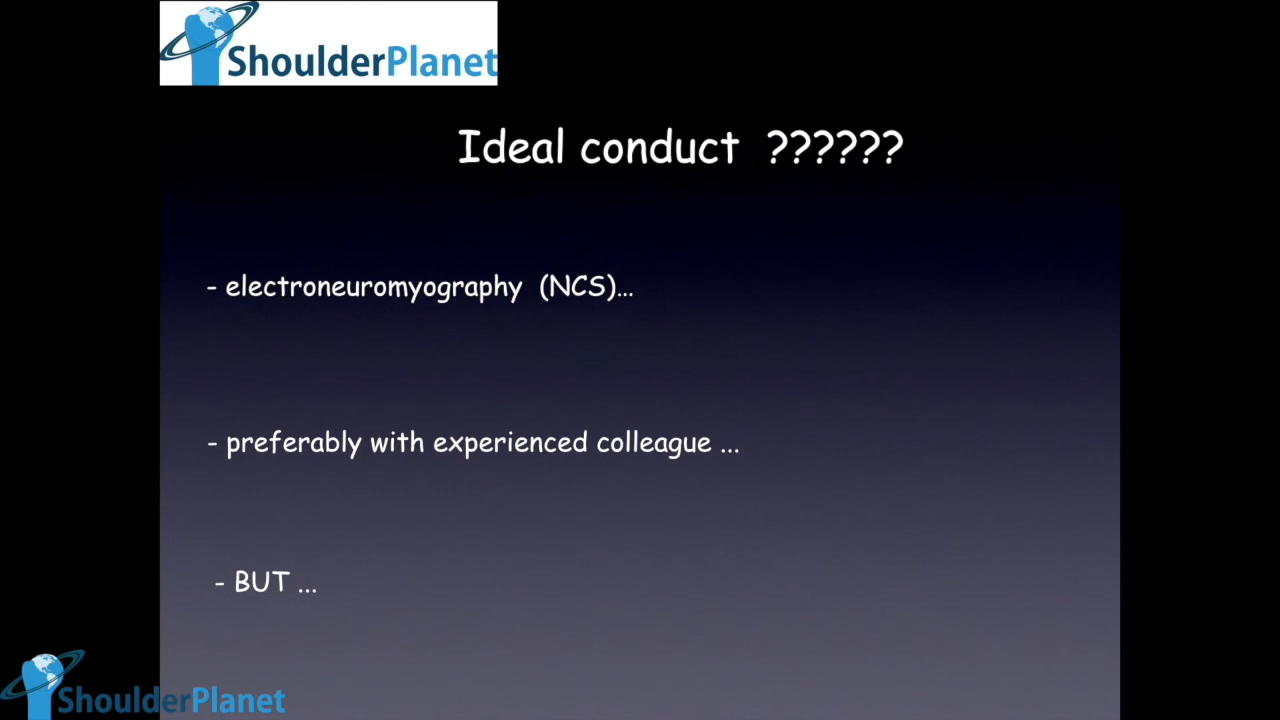 ShoulderPlanet
Ideal conduct ??????
- electroneuromyography (NCS)...
- preferably with experienced colleague ...
- BUT ...
ShoulderPlanet